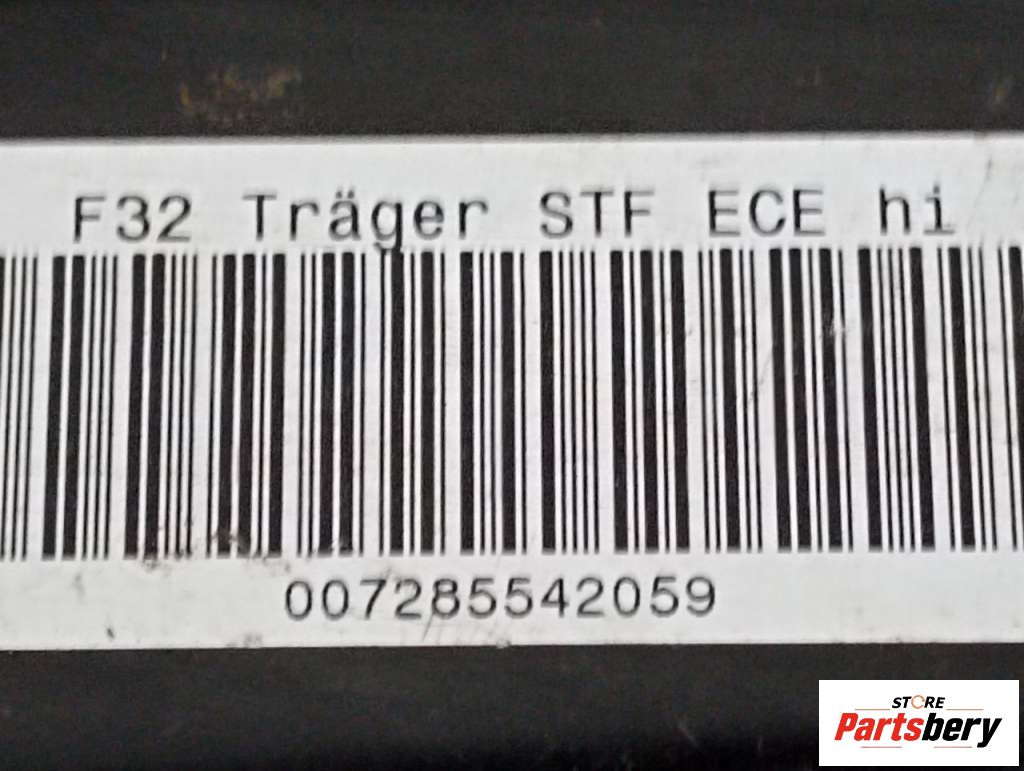 F32 Träger STF ECE hi
007285542059
STORE
Partsbery